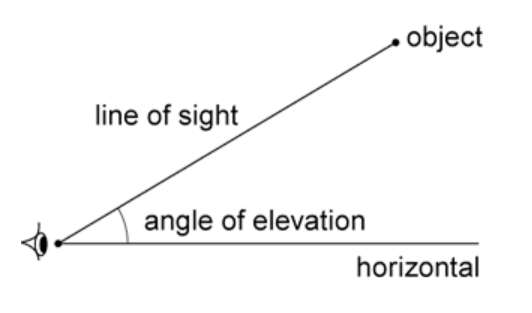 object
line of sight
angle of elevation
horizontal